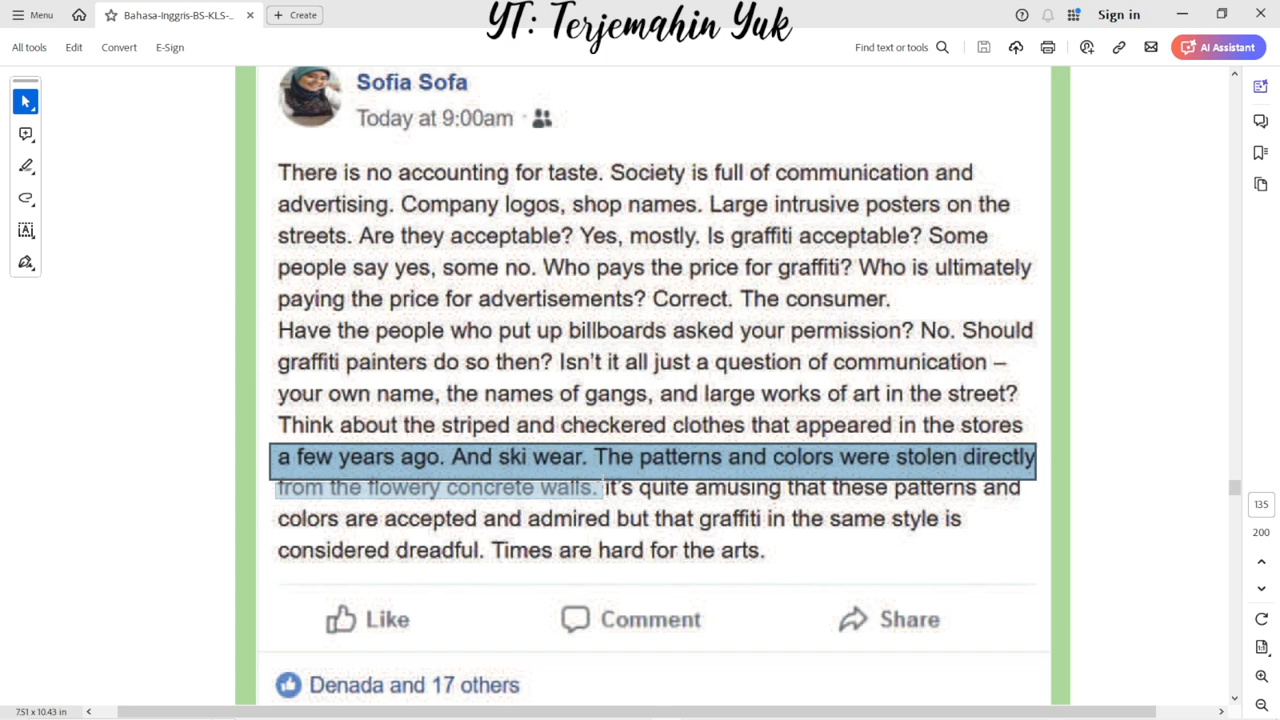 Menu
Bahasa-Inggris-BS-KLS-...
Create
YT: Terjemahin Yuk
Sign in
All tools
Edit
Convert
E-Sign
Find text or tools
AI Assistant
Sofia Sofa
Today at 9:00am ·
There is no accounting for taste. Society is full of communication and
advertising. Company logos, shop names. Large intrusive posters on the
streets. Are they acceptable? Yes, mostly. Is graffiti acceptable? Some
people say yes, some no. Who pays the price for graffiti? Who is ultimately
paying the price for advertisements? Correct. The consumer.
Have the people who put up billboards asked your permission? No. Should
graffiti painters do so then? Isn't it all just a question of communication –
your own name, the names of gangs, and large works of art in the street?
Think about the striped and checkered clothes that appeared in the stores
a few years ago. And ski wear. The patterns and colors were stolen directly
from the flowery concrete walls. It's quite amusing that these patterns and
colors are accepted and admired but that graffiti in the same style is
considered dreadful. Times are hard for the arts.
Like
Comment
Share
Denada and 17 others
135
200
7.51 x 10.43 in